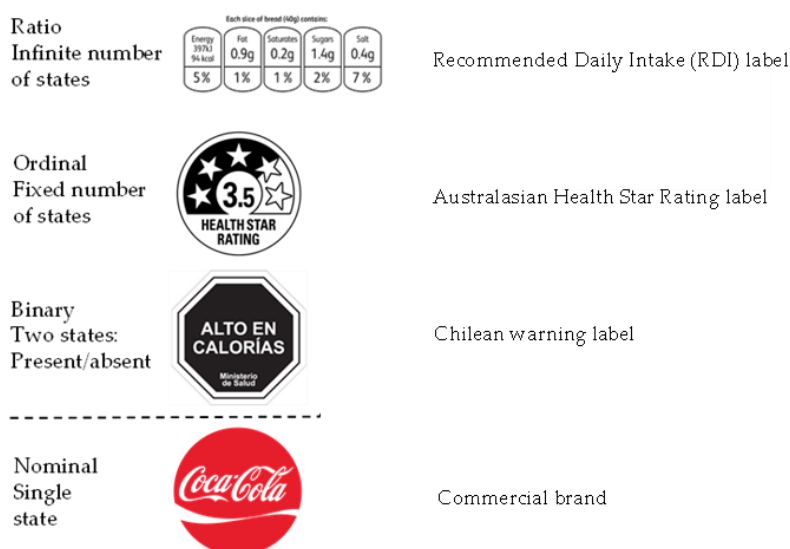 Ratio
Infinite number
of states
Each slice of bread (40g) contains:
Energy
397kJ
94 kcal
5%
Fat
0.9g
1%
Saturates
0.2g
1%
Sugars
1.4g
2%
Salt
0.4g
7%
Recommended Daily Intake (RDI) label
Ordinal
Fixed number
of states
3.5
HEALTH STAR
RATING
Australasian Health Star Rating label
Binary
Two states:
Present/absent
ALTO EN
CALORÍAS
Ministerio
de Salud
Chilean warning label
Nominal
Single
state
Coca-Cola
Commercial brand